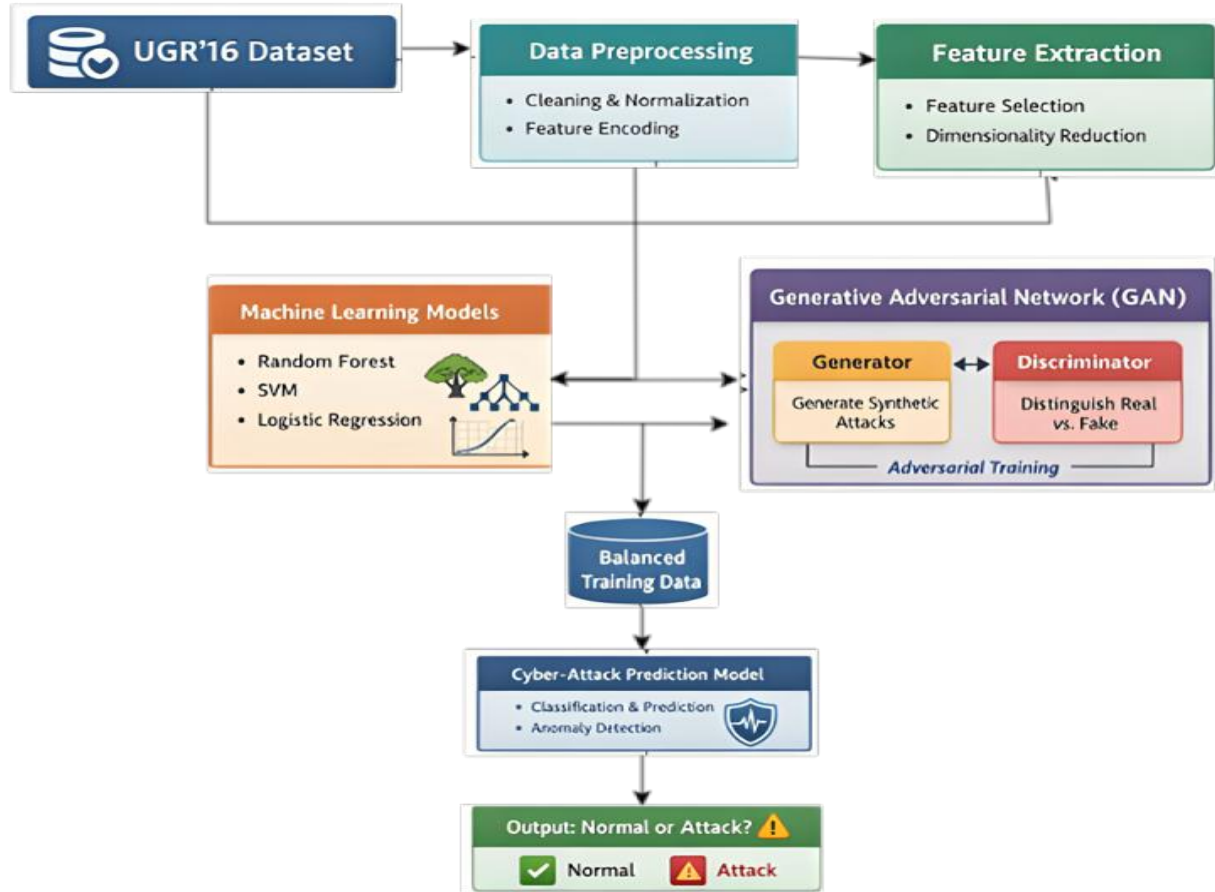 UGR'16 Dataset
Data Preprocessing
• Cleaning & Normalization
• Feature Encoding
Feature Extraction
• Feature Selection
• Dimensionality Reduction
Machine Learning Models
• Random Forest
• SVM
• Logistic Regression
Generative Adversarial Network (GAN)
Generator
Generate Synthetic
Attacks
Discriminator
Distinguish Real
vs. Fake
Adversarial Training
Balanced
Training Data
Cyber-Attack Prediction Model
• Classification & Prediction
• Anomaly Detection
Output: Normal or Attack?
Normal
Attack